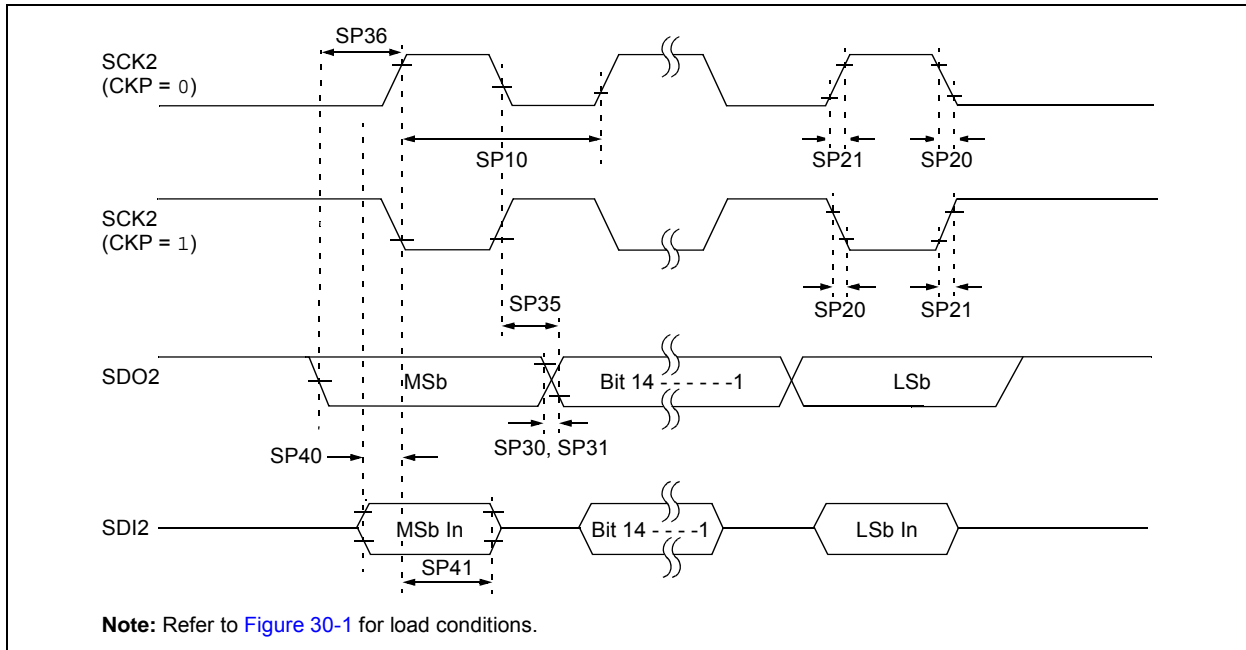 SP36
SCK2
(CKP = 0)
SP10
SP21
SP20
SCK2
(CKP = 1)
SP35
SP20
SP21
SDO2
MSb
Bit 14 - - - - - -1
LSb
SP30, SP31
SP40
SDI2
MSb In
Bit 14 - - - -1
LSb In
SP41
Note: Refer to Figure 30-1 for load conditions.